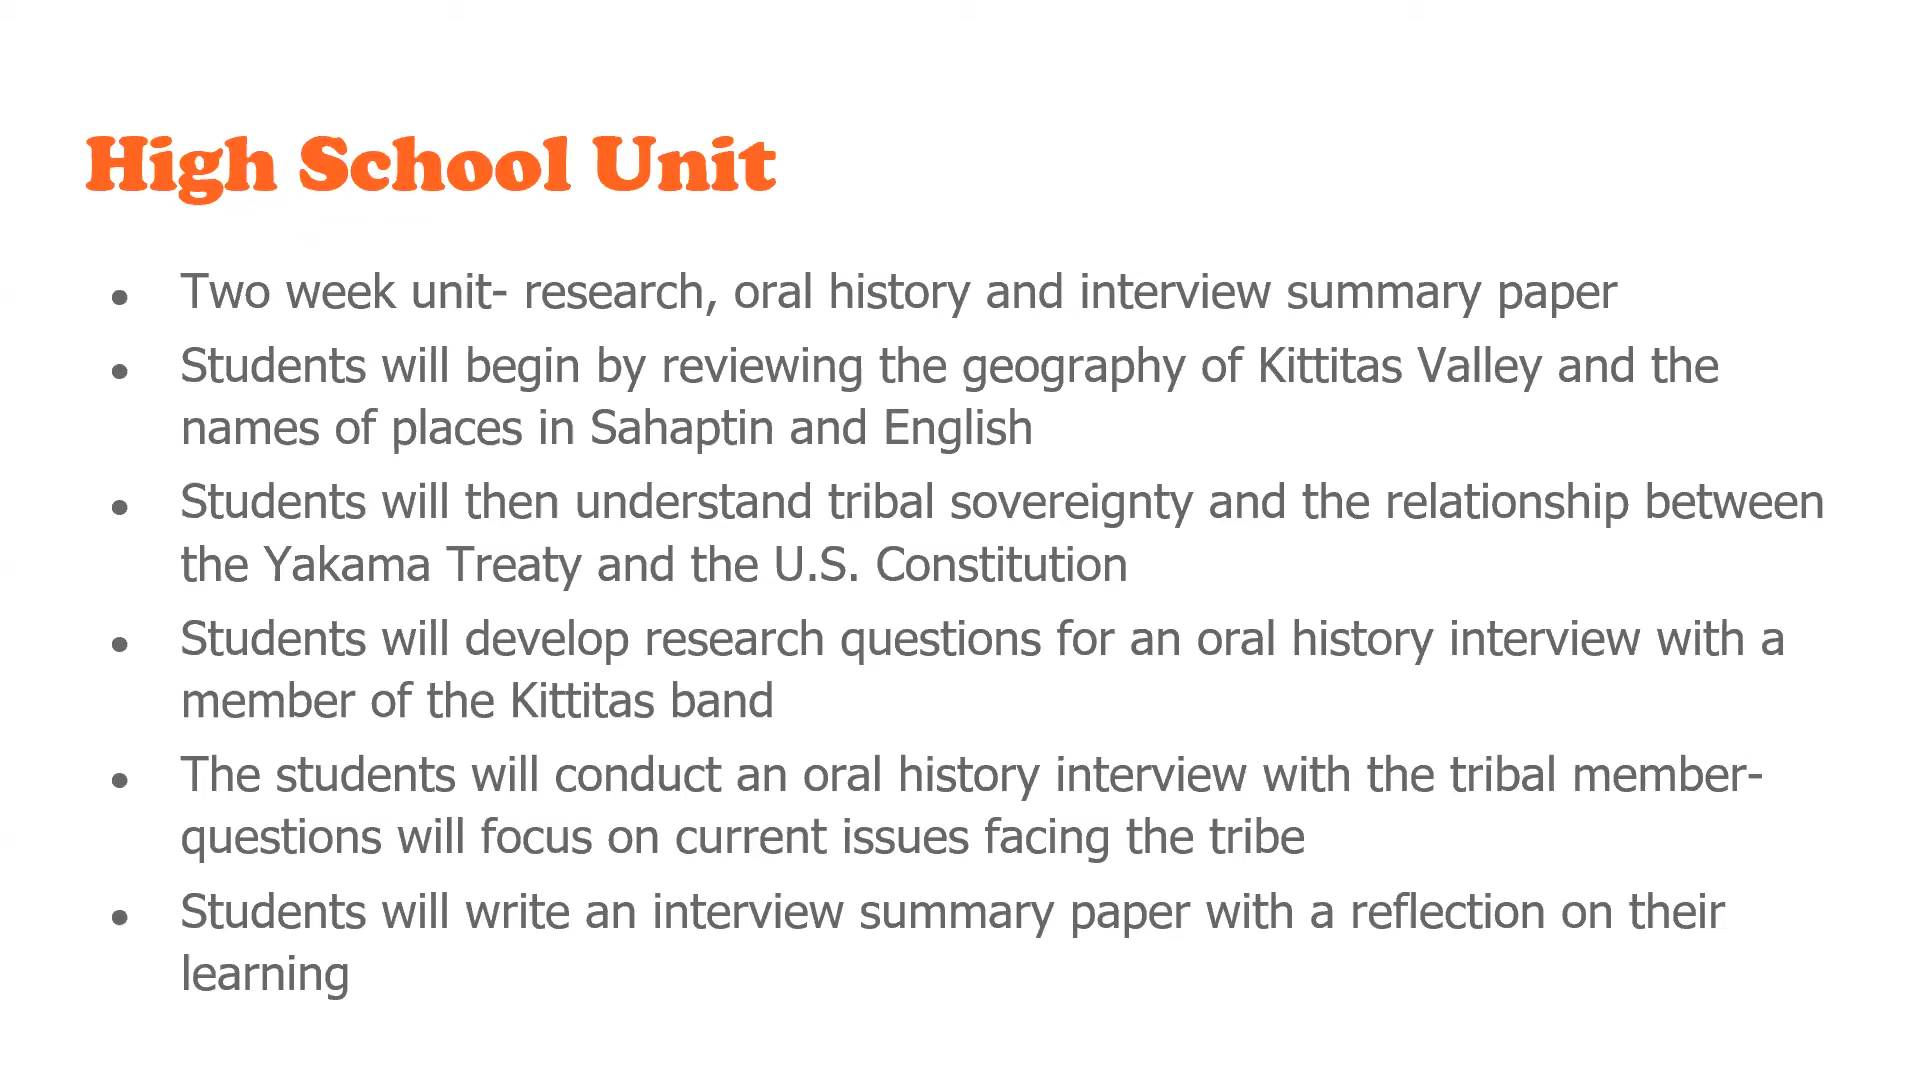 High School Unit
● Two week unit- research, oral history and interview summary paper
● Students will begin by reviewing the geography of Kittitas Valley and the
names of places in Sahaptin and English
● Students will then understand tribal sovereignty and the relationship between
the Yakama Treaty and the U.S. Constitution
● Students will develop research questions for an oral history interview with a
member of the Kittitas band
● The students will conduct an oral history interview with the tribal member-
questions will focus on current issues facing the tribe
● Students will write an interview summary paper with a reflection on their
learning